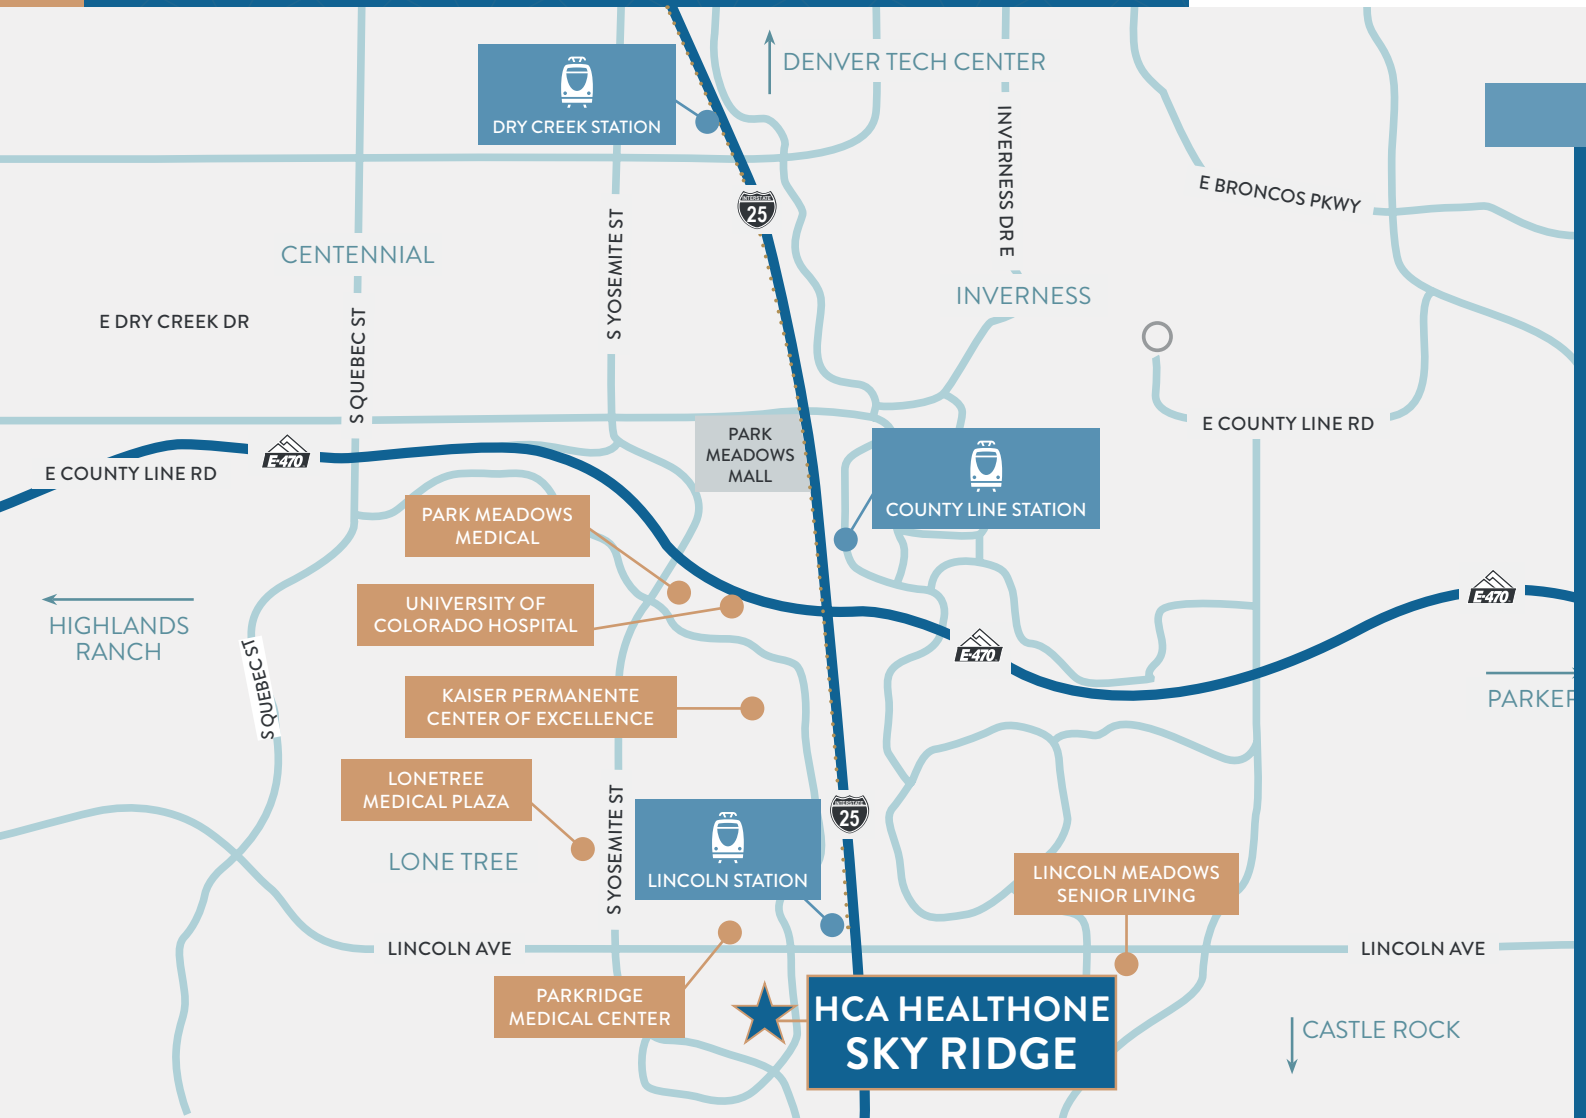 DENVER TECH CENTER
DRY CREEK STATION
INVERNESS DR E
E BRONCOS PKWY
INTERSTATE
25
S YOSEMITE ST
CENTENNIAL
INVERNESS
E DRY CREEK DR
S QUEBEC ST
E COUNTY LINE RD
PARK
MEADOWS
MALL
E-470
E COUNTY LINE RD
COUNTY LINE STATION
PARK MEADOWS
MEDICAL
UNIVERSITY OF
COLORADO HOSPITAL
E-470
HIGHLANDS
RANCH
E-470
S QUEBEC ST
KAISER PERMANENTE
CENTER OF EXCELLENCE
PARKER
LONETREE
MEDICAL PLAZA
S YOSEMITE ST
INTERSTATE
25
LONE TREE
LINCOLN STATION
LINCOLN MEADOWS
SENIOR LIVING
LINCOLN AVE
LINCOLN AVE
PARKRIDGE
MEDICAL CENTER
HCA HEALTHONE
SKY RIDGE
CASTLE ROCK